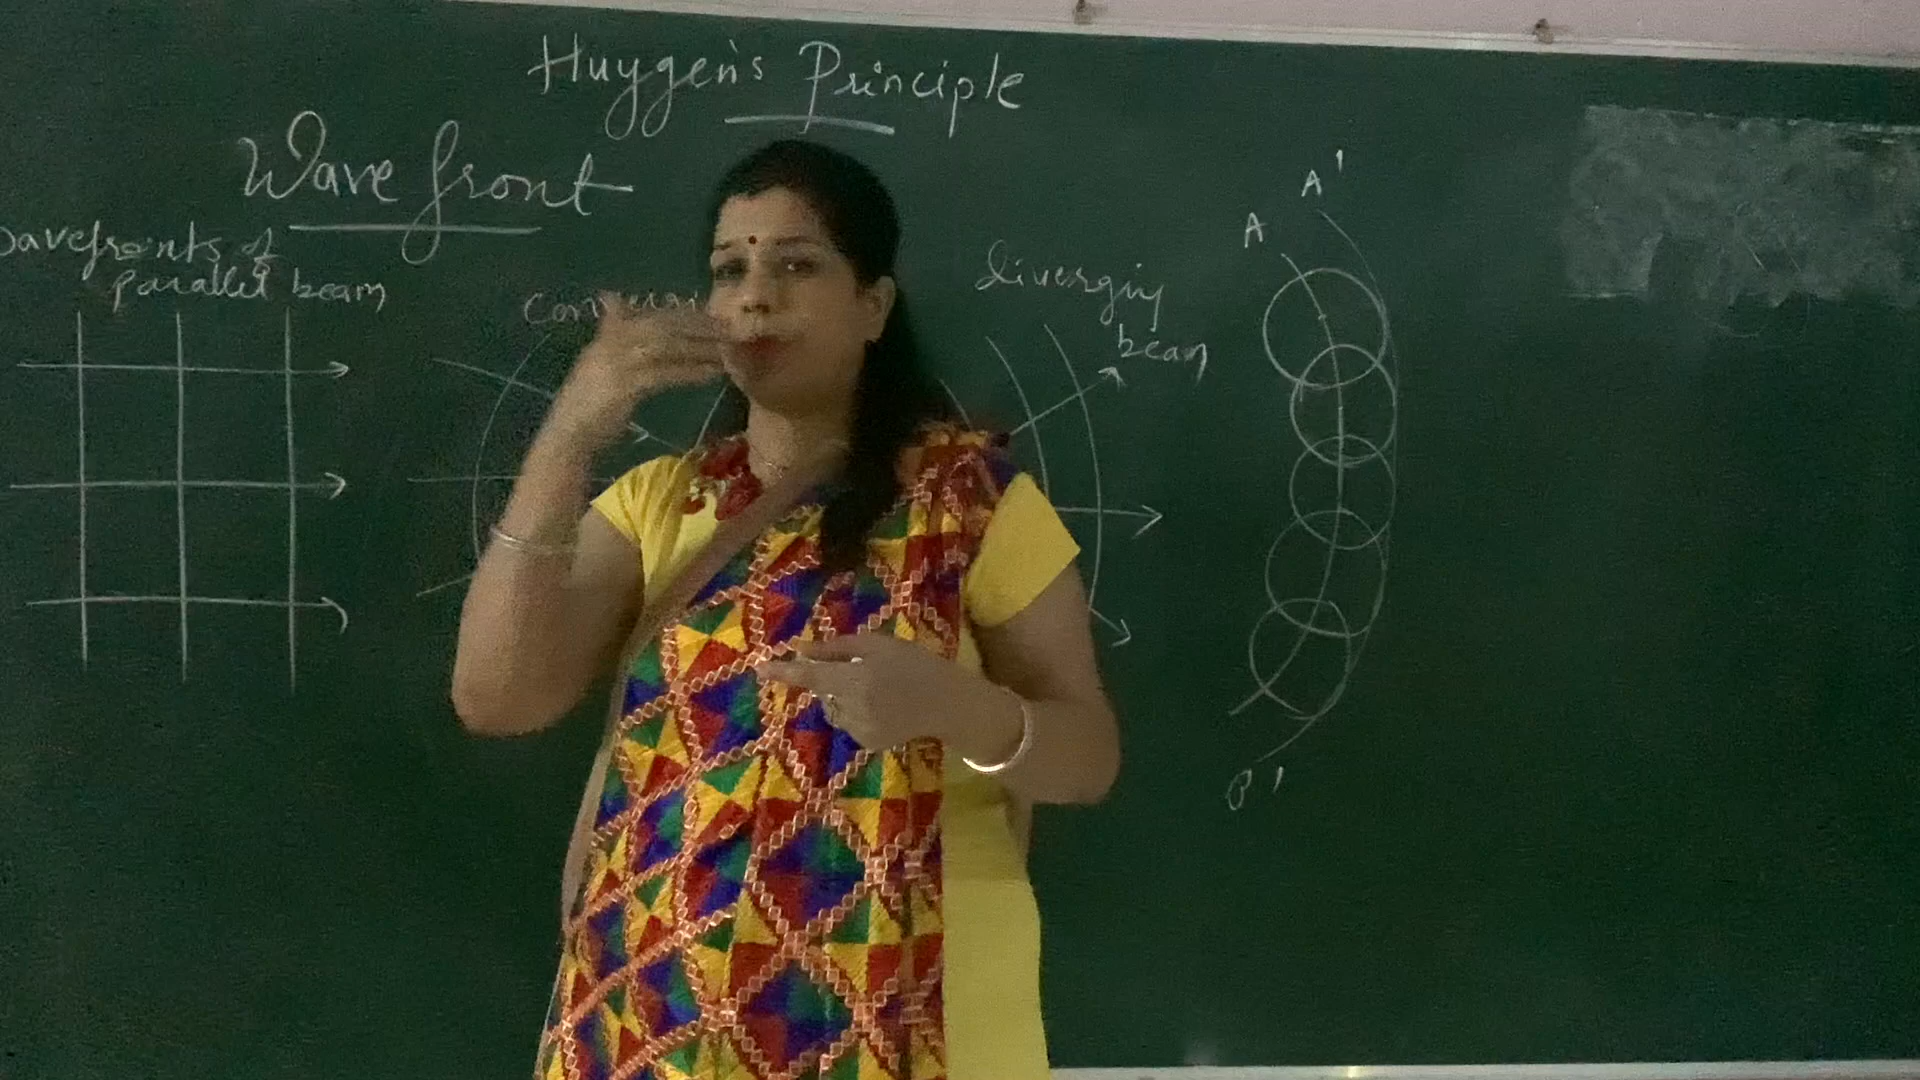 Huygen's Principle
Wave front
wavefronts of
parallel beam
diverging
beam
A'
A
B'